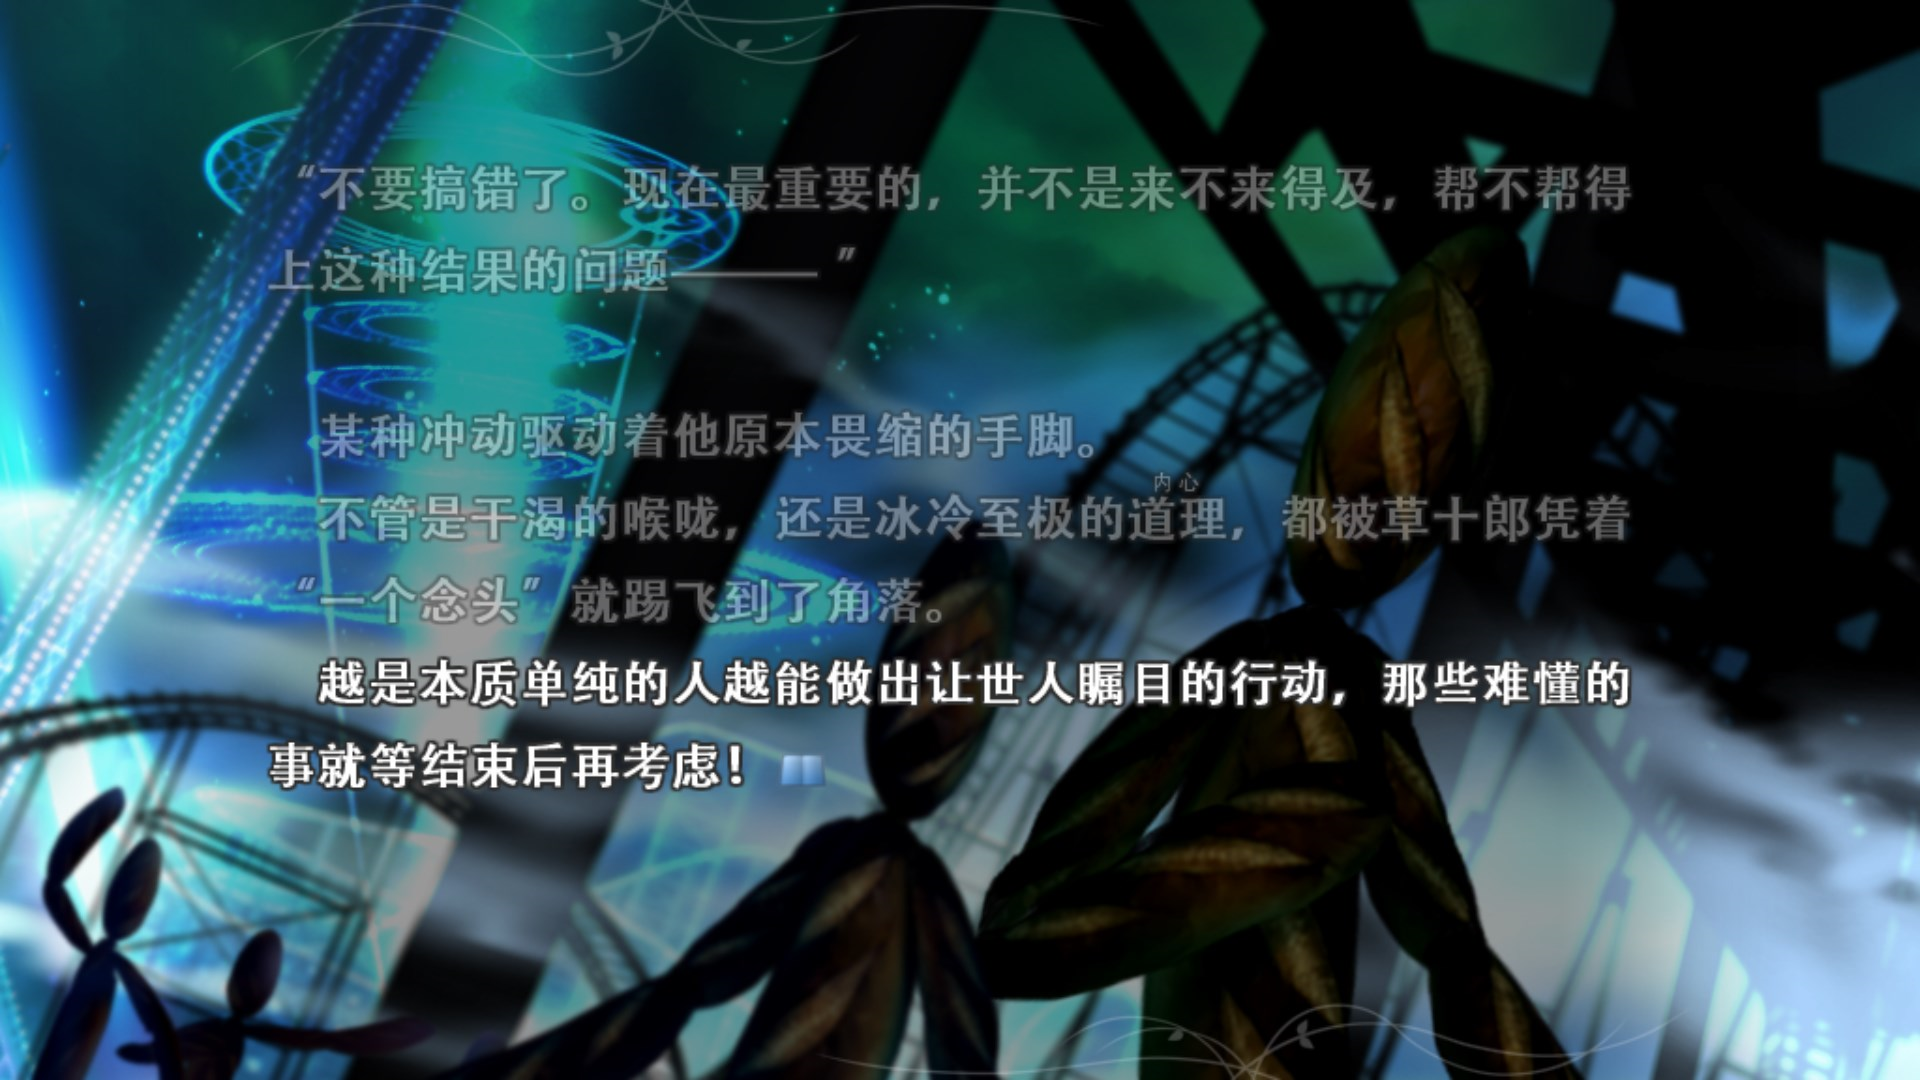 “不要搞错了。现在最重要的，并不是来不来得及，帮不帮得
上这种结果的问题———”
某种冲动驱动着他原本畏缩的手脚。
内心
不管是干渴的喉咙，还是冰冷至极的道理，都被草十郎凭着
“一个念头”就踢飞到了角落。
越是本质单纯的人越能做出让世人瞩目的行动，那些难懂的
事就等结束后再考虑！